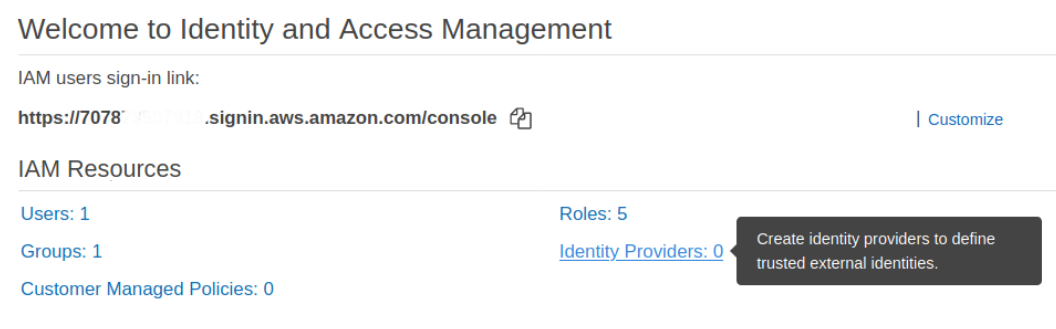 Welcome to Identity and Access Management
IAM users sign-in link:
https://7078 .signin.aws.amazon.com/console
| Customize
IAM Resources
Users: 1
Roles: 5
Groups: 1
Identity Providers: 0
Create identity providers to define
trusted external identities.
Customer Managed Policies: 0